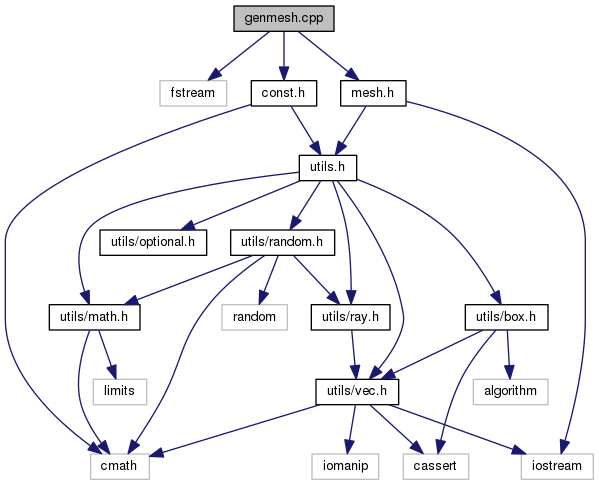 genmesh.cpp
fstream
const.h
mesh.h
utils.h
utils/optional.h
utils/random.h
utils/math.h
random
utils/ray.h
utils/box.h
limits
utils/vec.h
algorithm
cmath
iomanip
cassert
iostream